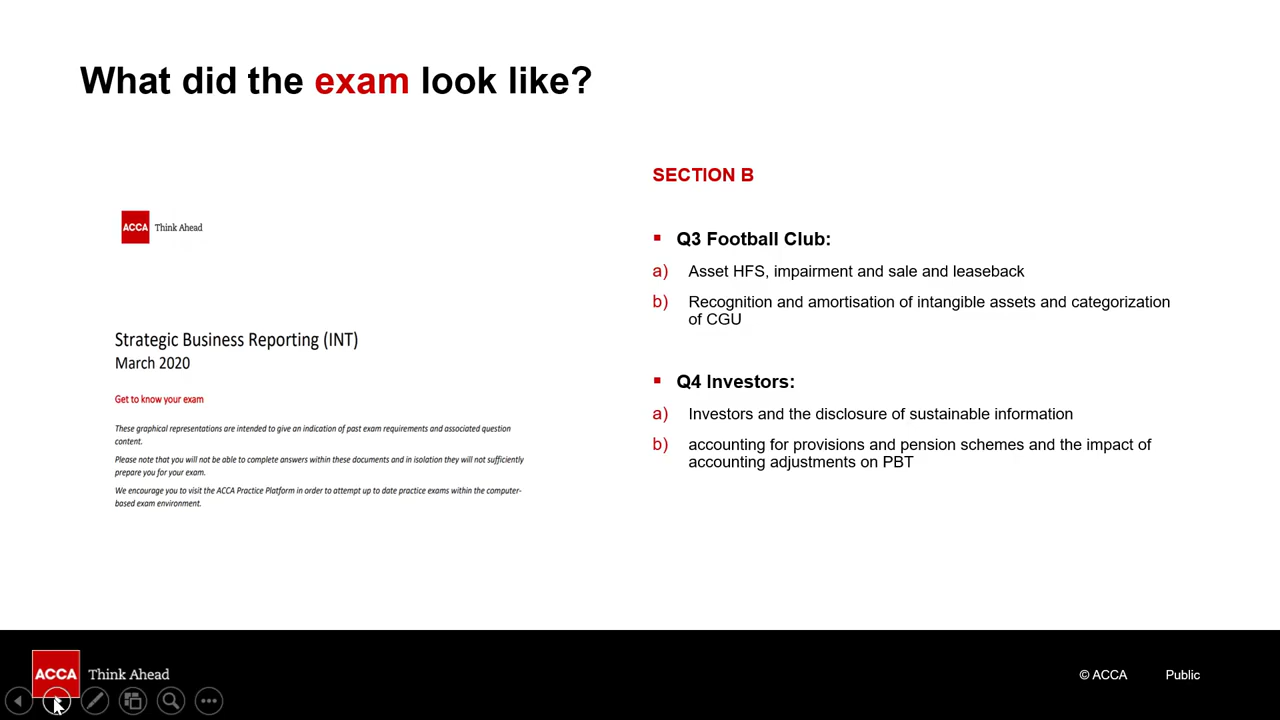 What did the exam look like?
ACCA Think Ahead
Strategic Business Reporting (INT)
March 2020
Get to know your exam
These graphical representations are intended to give an indication of past exam requirements and associated question
content.
Please note that you will not be able to complete answers within these documents and in isolation they will not sufficiently
prepare you for your exam.
We encourage you to visit the ACCA Practice Platform in order to attempt up to date practice exams within the computer-
based exam environment.
SECTION B
▪ Q3 Football Club:
a) Asset HFS, impairment and sale and leaseback
b) Recognition and amortisation of intangible assets and categorization
of CGU
▪ Q4 Investors:
a) Investors and the disclosure of sustainable information
b) accounting for provisions and pension schemes and the impact of
accounting adjustments on PBT
ACCA Think Ahead
© ACCA Public